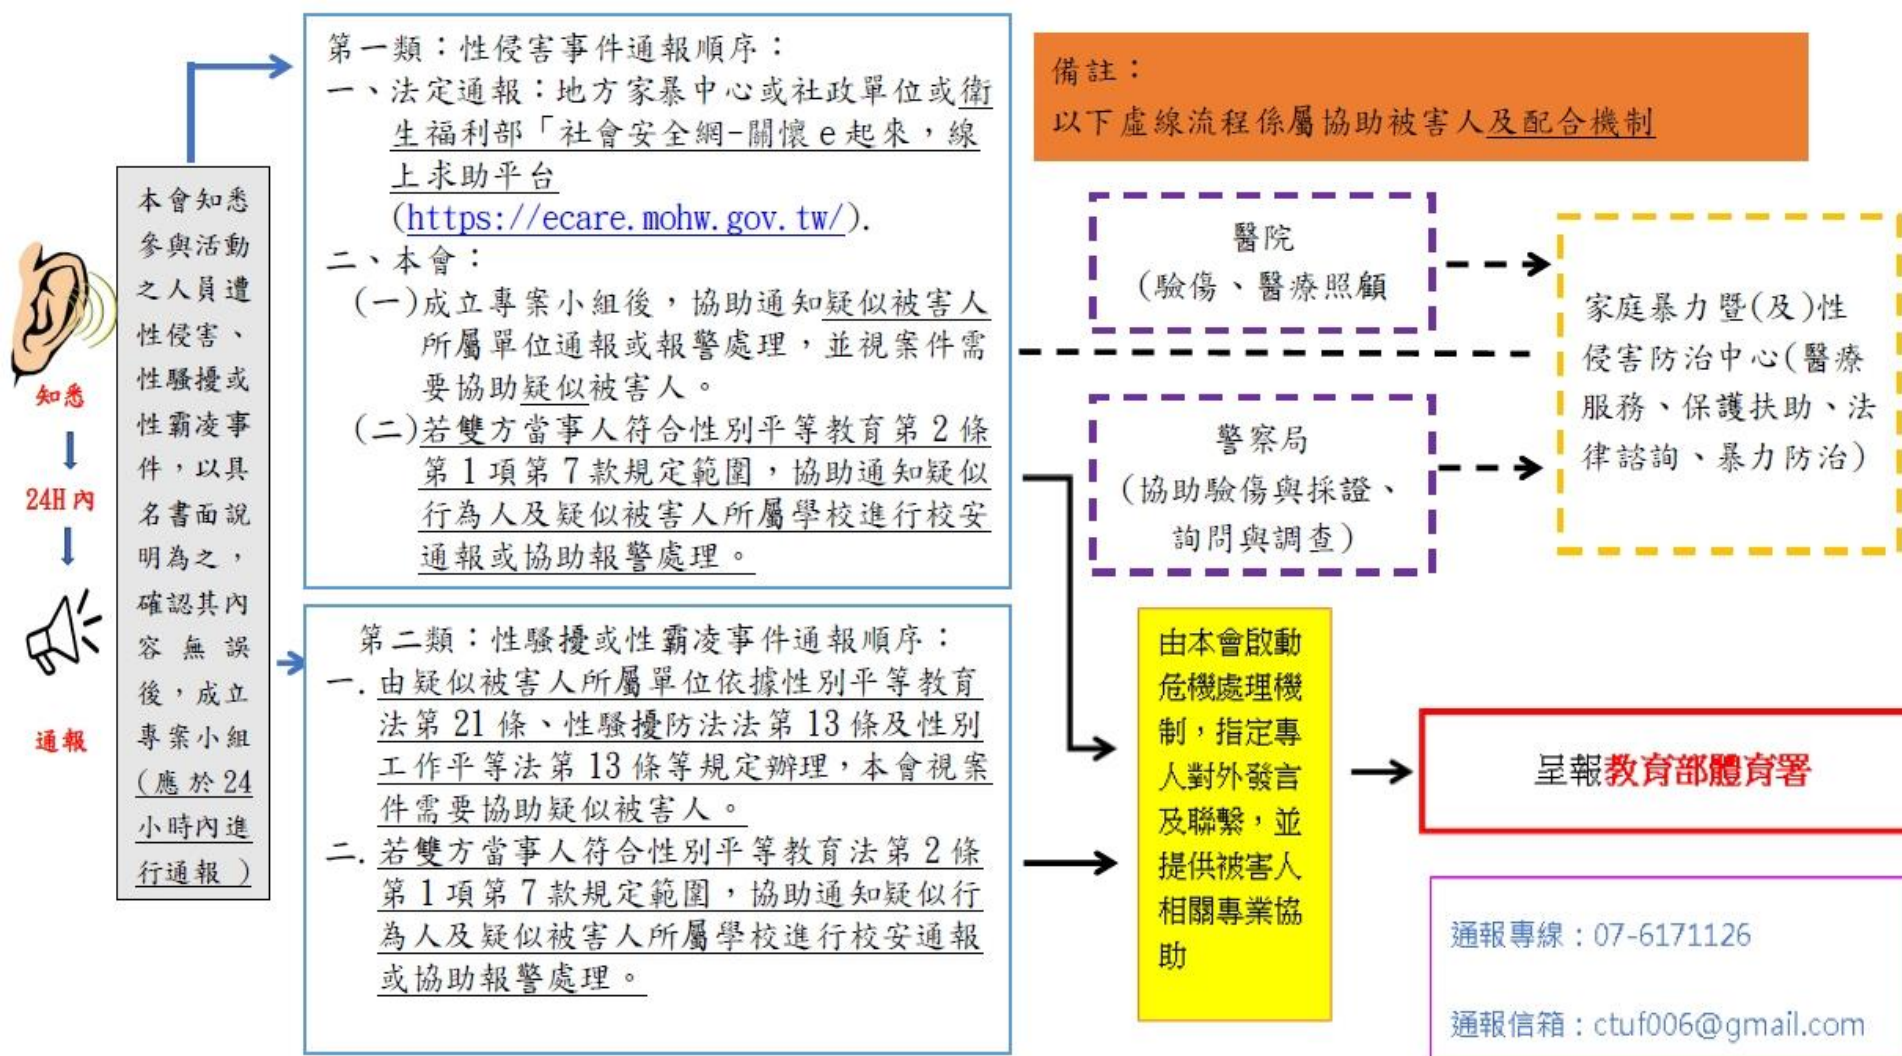 知悉
24H 內
通報
本會知悉
參與活動
之人員遭
性侵害、
性騷擾或
性霸凌事
件，以具
名書面說
明為之，
確認其內
容無誤
後，成立
專案小組
(應於24
小時內進
行通報 )
第一類：性侵害事件通報順序：
一、法定通報：地方家暴中心或社政單位或衛
生福利部「社會安全網-關懷 e 起來，線
上求助平台
(https://ecare.mohw.gov.tw/).
二、本會：
(一)成立專案小組後，協助通知疑似被害人
所屬單位通報或報警處理，並視案件需
要協助疑似被害人。
(二)若雙方當事人符合性別平等教育第 2 條
第 1 項第 7 款規定範圍，協助通知疑似
行為人及疑似被害人所屬學校進行校安
通報或協助報警處理。
第二類：性騷擾或性霸凌事件通報順序：
一. 由疑似被害人所屬單位依據性別平等教育
法第 21 條、性騷擾防法法第 13 條及性別
工作平等法第 13 條等規定辦理，本會視案
件需要協助疑似被害人。
二. 若雙方當事人符合性別平等教育法第 2 條
第 1 項第 7 款規定範圍，協助通知疑似行
為人及疑似被害人所屬學校進行校安通報
或協助報警處理。
備註：
以下虛線流程係屬協助被害人及配合機制
醫院
(驗傷、醫療照顧
警察局
(協助驗傷與採證、
詢問與調查)
家庭暴力暨(及)性
侵害防治中心(醫療
服務、保護扶助、法
律諮詢、暴力防治)
由本會啟動
危機處理機
制，指定專
人對外發言
及聯繫，並
提供被害人
相關專業協
助
呈報教育部體育署
通報專線：07-6171126
通報信箱：ctuf006@gmail.com